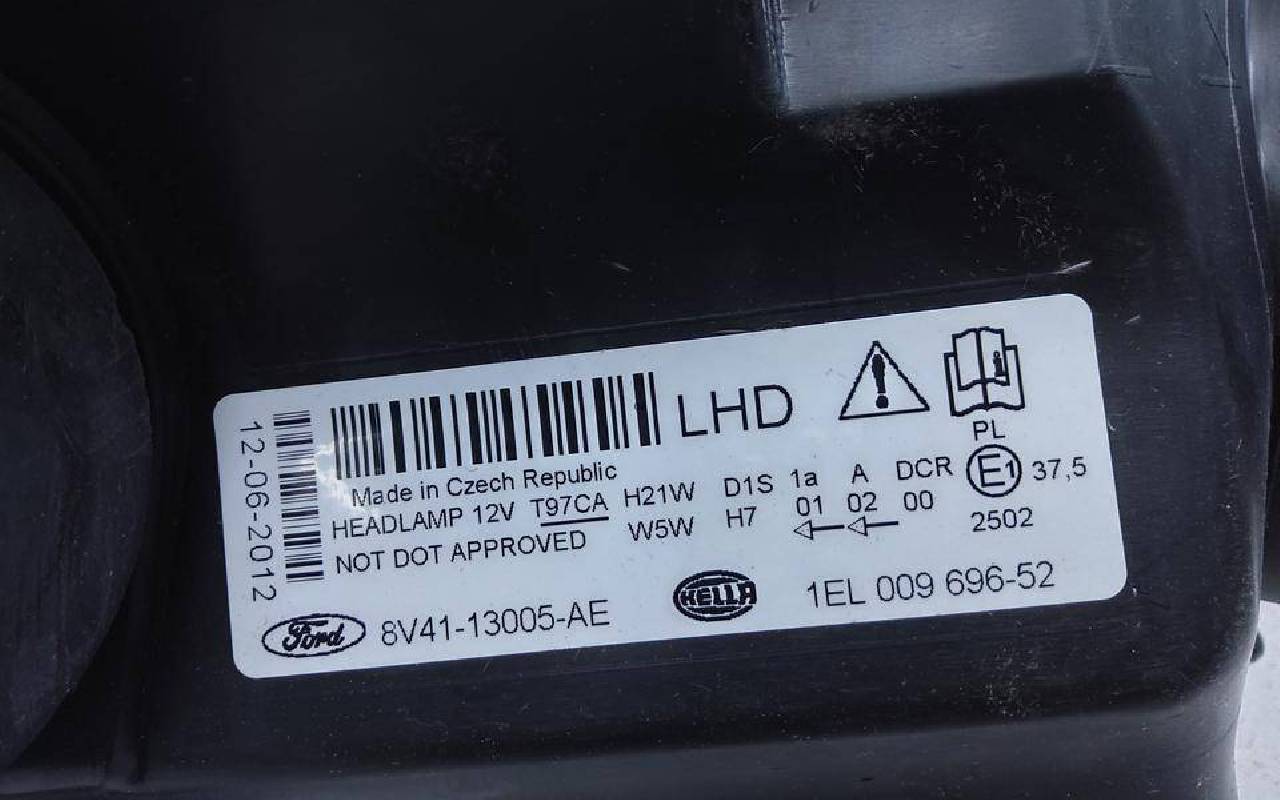 12-06-2012
LHD
Made in Czech Republic
HEADLAMP 12V T97CA
NOT DOT APPROVED
H21W D1S 1a A DCR
W5W H7 01 02 00
PL
E1 37,5
2502
Ford 8V41-13005-AE
HELLA 1EL 009 696-52